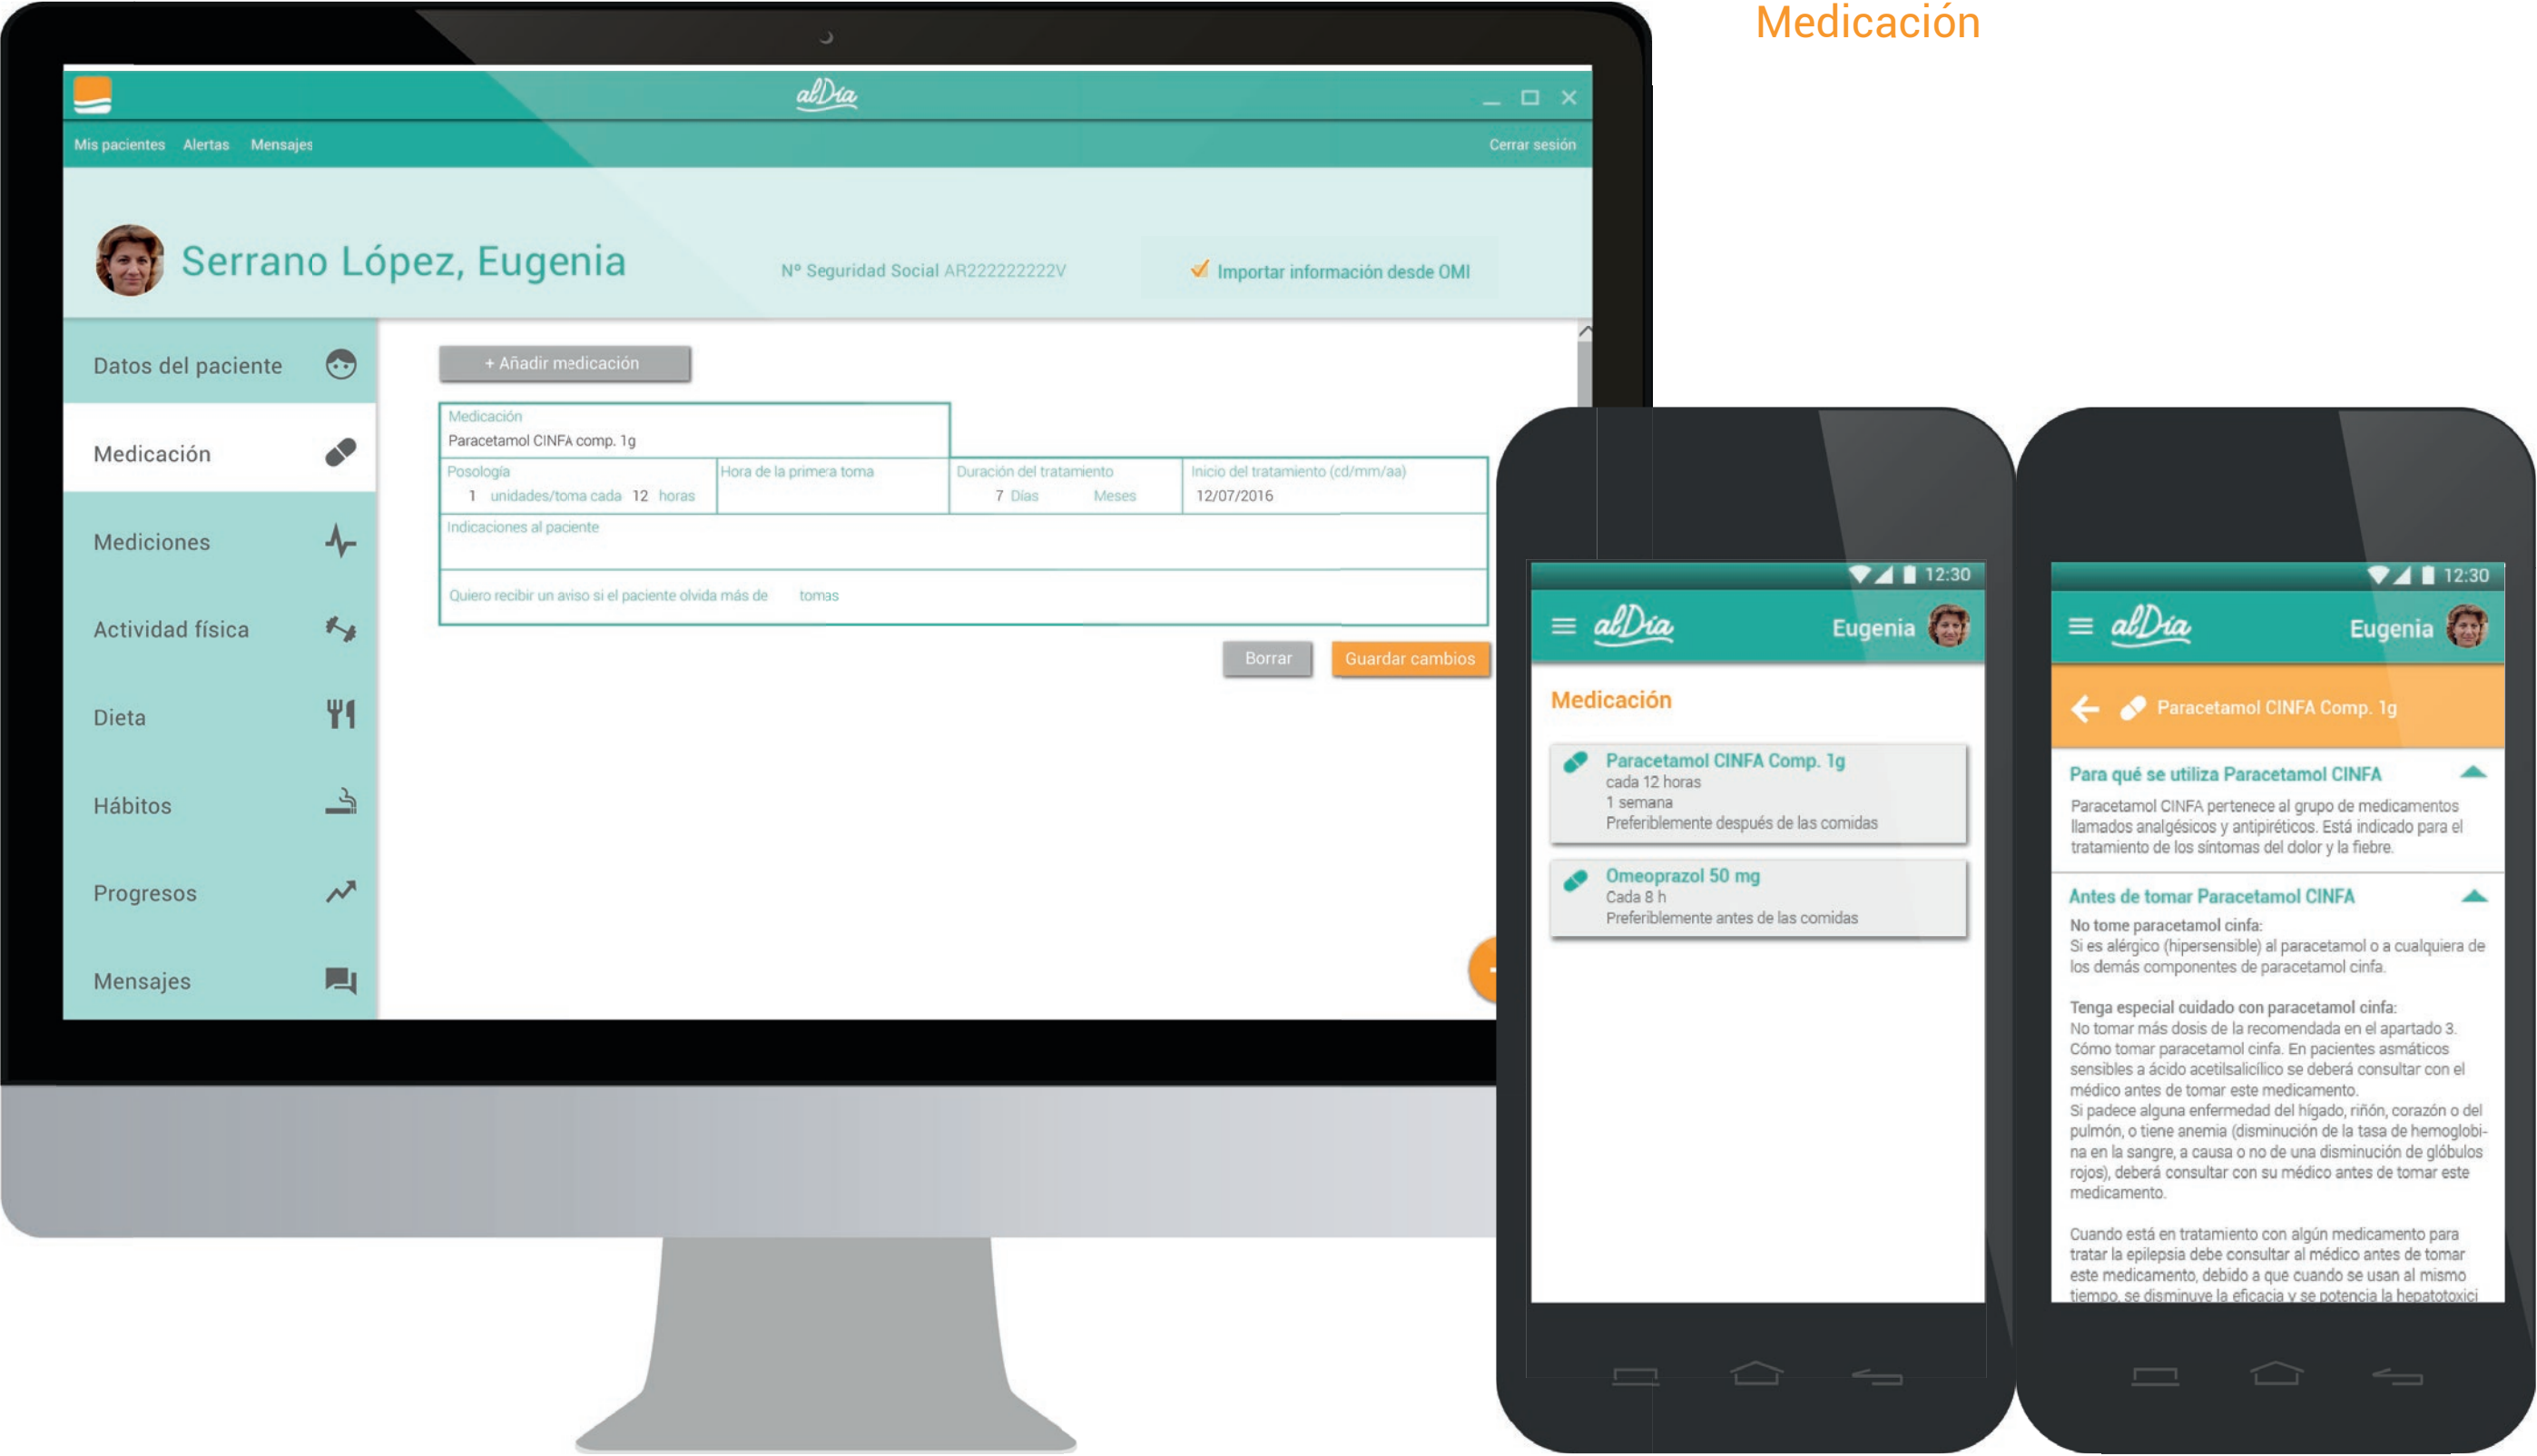 Medicación
alDía
Mis pacientes Alertas Mensajes Cerrar sesión
Serrano López, Eugenia
Nº Seguridad Social AR222222222V
Importar información desde OMI
Datos del paciente
Medicación
Mediciones
Actividad física
Dieta
Hábitos
Progresos
Mensajes
+ Añadir medicación
Medicación
Paracetamol CINFA comp. 1g
Posología
1 unidades/toma cada 12 horas
Hora de la primera toma
Duración del tratamiento
7 Días Meses
Inicio del tratamiento (cd/mm/aa)
12/07/2016
Indicaciones al paciente
Quiero recibir un aviso si el paciente olvida más de tomas
Borrar
Guardar cambios
12:30
alDía Eugenia
Medicación
Paracetamol CINFA Comp. 1g
cada 12 horas
1 semana
Preferiblemente después de las comidas
Omeoprazol 50 mg
Cada 8 h
Preferiblemente antes de las comidas
12:30
alDía Eugenia
Paracetamol CINFA Comp. 1g
Para qué se utiliza Paracetamol CINFA
Paracetamol CINFA pertenece al grupo de medicamentos
llamados analgésicos y antipiréticos. Está indicado para el
tratamiento de los síntomas del dolor y la fiebre.
Antes de tomar Paracetamol CINFA
No tome paracetamol cinfa:
Si es alérgico (hipersensible) al paracetamol o a cualquiera de
los demás componentes de paracetamol cinfa.
Tenga especial cuidado con paracetamol cinfa:
No tomar más dosis de la recomendada en el apartado 3.
Cómo tomar paracetamol cinfa. En pacientes asmáticos
sensibles a ácido acetilsalicílico se deberá consultar con el
médico antes de tomar este medicamento.
Si padece alguna enfermedad del hígado, riñón, corazón o del
pulmón, o tiene anemia (disminución de la tasa de hemoglobi-
na en la sangre, a causa o no de una disminución de glóbulos
rojos), deberá consultar con su médico antes de tomar este
medicamento.
Cuando está en tratamiento con algún medicamento para
tratar la epilepsia debe consultar al médico antes de tomar
este medicamento, debido a que cuando se usan al mismo
tiempo, se disminuye la eficacia y se potencia la hepatotoxici